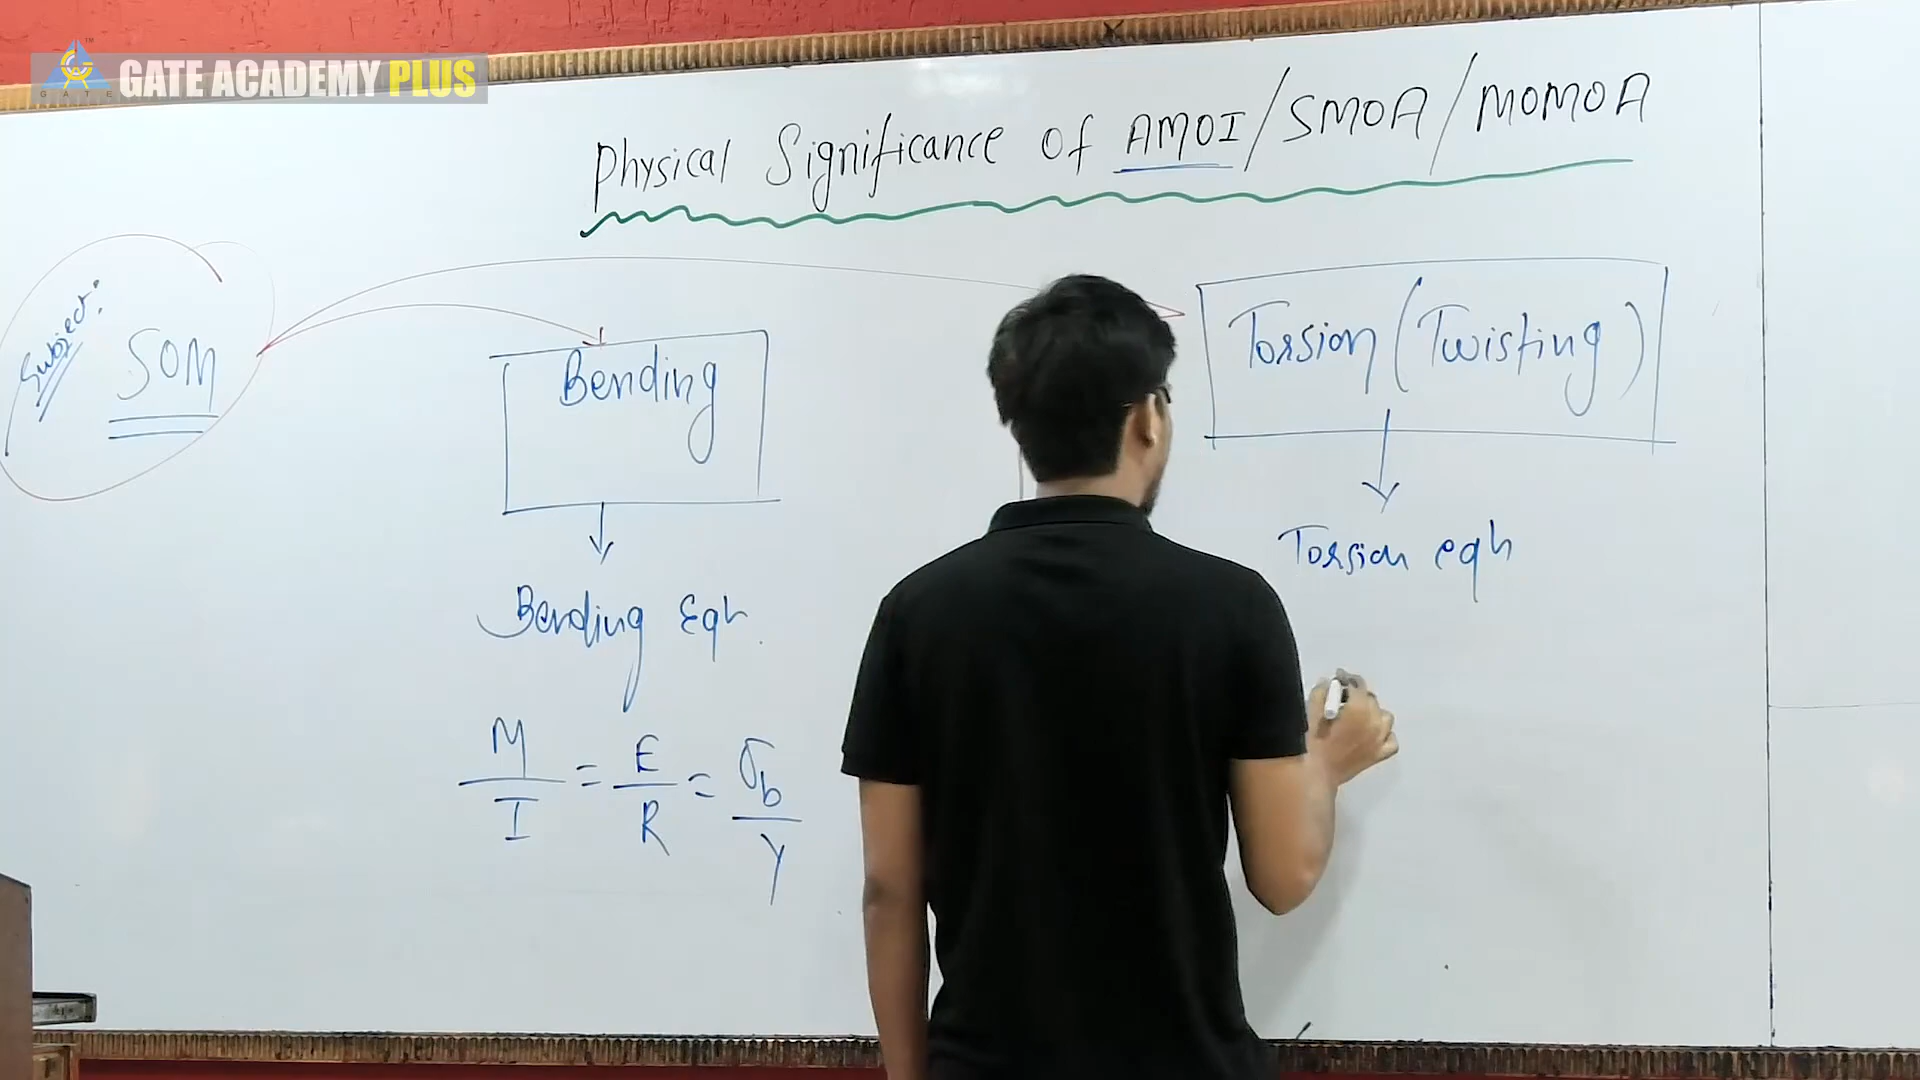 GATE ACADEMY PLUS
GATE
Physical Significance of AMOI/SMOA/MOMOA
Subject:
SOM
Bending
Torsion (Twisting)
Bending Eqn.
Torsion eqn
M/I = E/R = σb/Y